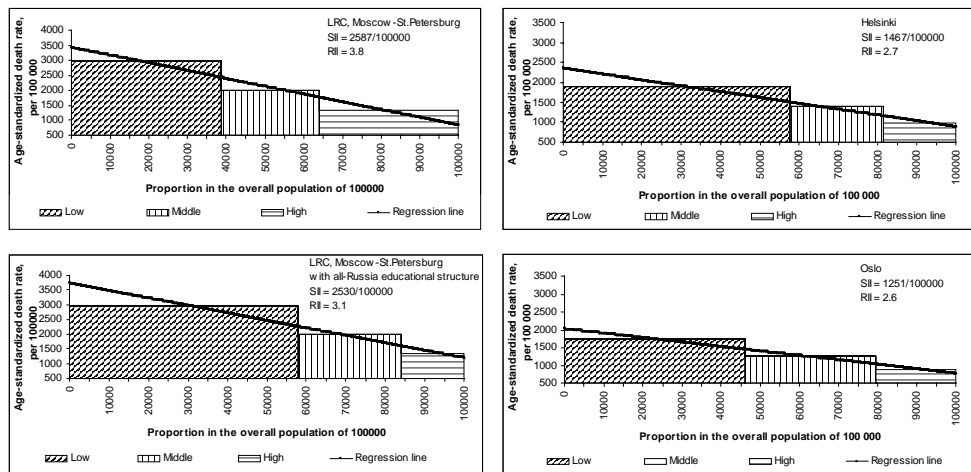 LRC, Moscow -St.Petersburg
SII = 2587/100000
RII = 3.8
Age-standardized death rate,
per 100 000
4000
3500
3000
2500
2000
1500
1000
500
0
10000
20000
30000
40000
50000
60000
70000
80000
90000
100000
Proportion in the overall population of 100000
Low
Middle
High
Regression line
Helsinki
SII = 1467/100000
RII = 2.7
Age-standardized death rate,
per 100 000
3500
3000
2500
2000
1500
1000
500
0
10000
20000
30000
40000
50000
60000
70000
80000
90000
100000
Proportion in the overall population of 100 000
Low
Middle
High
Regression line
LRC, Moscow -St.Petersburg
with all-Russia educational structure
SII = 2530/100000
RII = 3.1
Age-standardized death rate,
per 100000
4000
3500
3000
2500
2000
1500
1000
500
0
10000
20000
30000
40000
50000
60000
70000
80000
90000
100000
Proportion in the overall population of 100000
Low
Middle
High
Regression line
Oslo
SII = 1251/100000
RII = 2.6
Age-standardized death rate,
per 100 000
3500
3000
2500
2000
1500
1000
500
0
10000
20000
30000
40000
50000
60000
70000
80000
90000
100000
Proportion in the overall population of 100 000
Low
Middle
High
Regression line